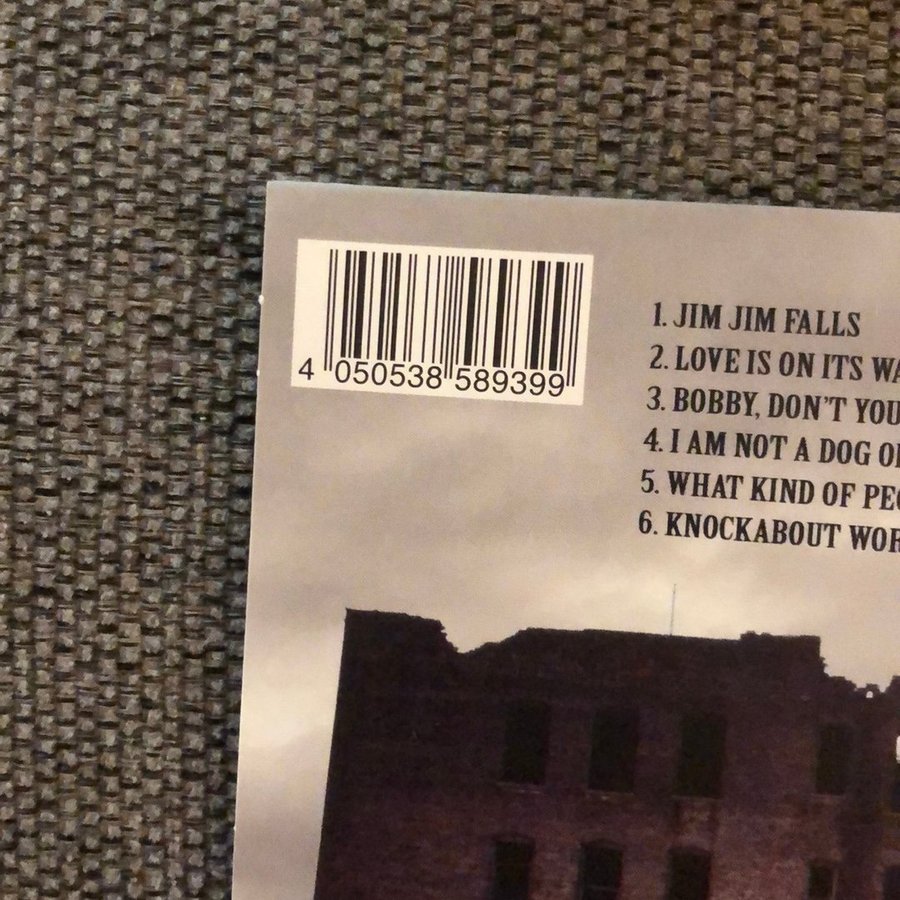 4 050538 589399
1. JIM JIM FALLS
2. LOVE IS ON ITS
3. BOBBY, DON'T YOU
4. I AM NOT A DOG
5. WHAT KIND OF
6. KNOCKABOUT